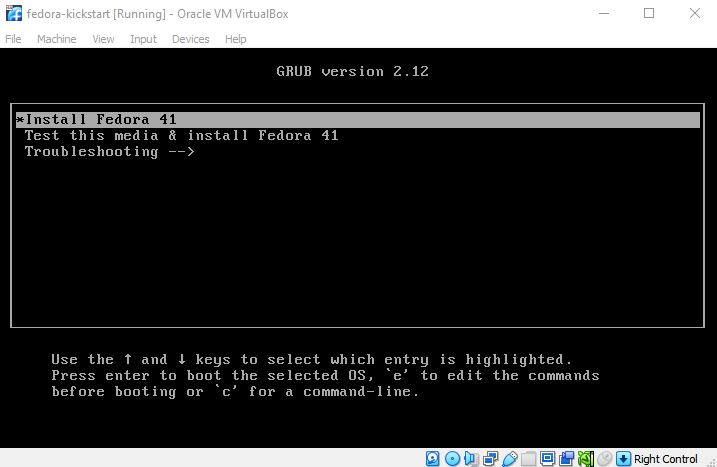 fedora-kickstart [Running] - Oracle VM VirtualBox
File Machine View Input Devices Help
GRUB version 2.12
*Install Fedora 41
Test this media & install Fedora 41
Troubleshooting -->
Use the ↑ and ↓ keys to select which entry is highlighted.
Press enter to boot the selected OS, `e' to edit the commands
before booting or `c' for a command-line.
Right Control